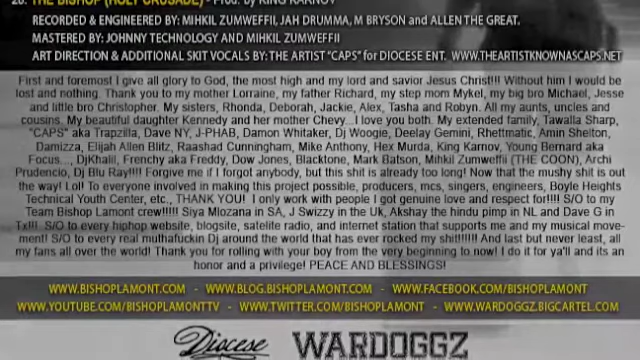 20. THE BISHOP (HOLY CRUSADE) - Prod. by KING KARNOV
RECORDED & ENGINEERED BY: MIHKIL ZUMWEFII, JAH DRUMMA, M BRYSON and ALLEN THE GREAT.
MASTERED BY: JOHNNY TECHNOLOGY AND MIHKIL ZUMWEFII
ART DIRECTION & ADDITIONAL SKIT VOCALS BY: THE ARTIST "CAPS" for DIOCESE ENT. WWW.THEARTISTKNOWNASCAPS.NET
First and foremost I give all glory to God, the most high and my lord and savior Jesus Christ!!! Without him I would be
lost and nothing. Thank you to my mother Lorraine, my father Richard, my step mom Mykel, my big bro Michael, Jesse
and little bro Christopher. My sisters, Rhonda, Deborah, Jackie, Alex, Tasha and Robyn. All my aunts, uncles and
cousins. My beautiful daughter Kennedy and her mother Chevy...I love you both. My extended family, Tawalla Sharp,
"CAPS" aka Trapzilla, Dave NY, J-PHAB, Damon Whitaker, Dj Woogie, Deelay Gemini, Rhettmatic, Amin Shelton,
Damizza, Elijah Allen Blitz, Raashad Cunningham, Mike Anthony, Hex Murda, King Karnov, Young Bernard aka
Focus..., DjKhalil, Frenchy aka Freddy, Dow Jones, Blacktone, Mark Batson, Mihkil Zumwefii (THE COON), Archi
Prudencio, Dj Blu Ray!!!! Forgive me if I forgot anybody, but this shit is already too long! Now that the mushy shit is out
the way! Lol! To everyone involved in making this project possible, producers, mcs, singers, engineers, Boyle Heights
Technical Youth Center, etc., THANK YOU! I only work with people I got genuine love and respect for!!!! S/O to my
Team Bishop Lamont crew!!!!! Siya Mlozana in SA, J Swizzy in the Uk, Akshay the hindu pimp in NL and Dave G in
Tx!!! S/O to every hiphop website, blogsite, satelite radio, and internet station that supports me and my musical move-
ment! S/O to every real muthafuckin Dj around the world that has ever rocked my shit!!!!!! And last but never least, all
my fans all over the world! Thank you for rolling with your boy from the very beginning to now! I do it for ya'll and its an
honor and a privilege! PEACE AND BLESSINGS!
WWW.BISHOPLAMONT.COM - WWW.BLOG.BISHOPLAMONT.COM - WWW.FACEBOOK.COM/BISHOPLAMONT
WWW.YOUTUBE.COM/BISHOPLAMONTTV - WWW.TWITTER.COM/BISHOPLAMONT - WWW.WARDOGGZ.BIGCARTEL.COM
Diocese WARDOGGZ